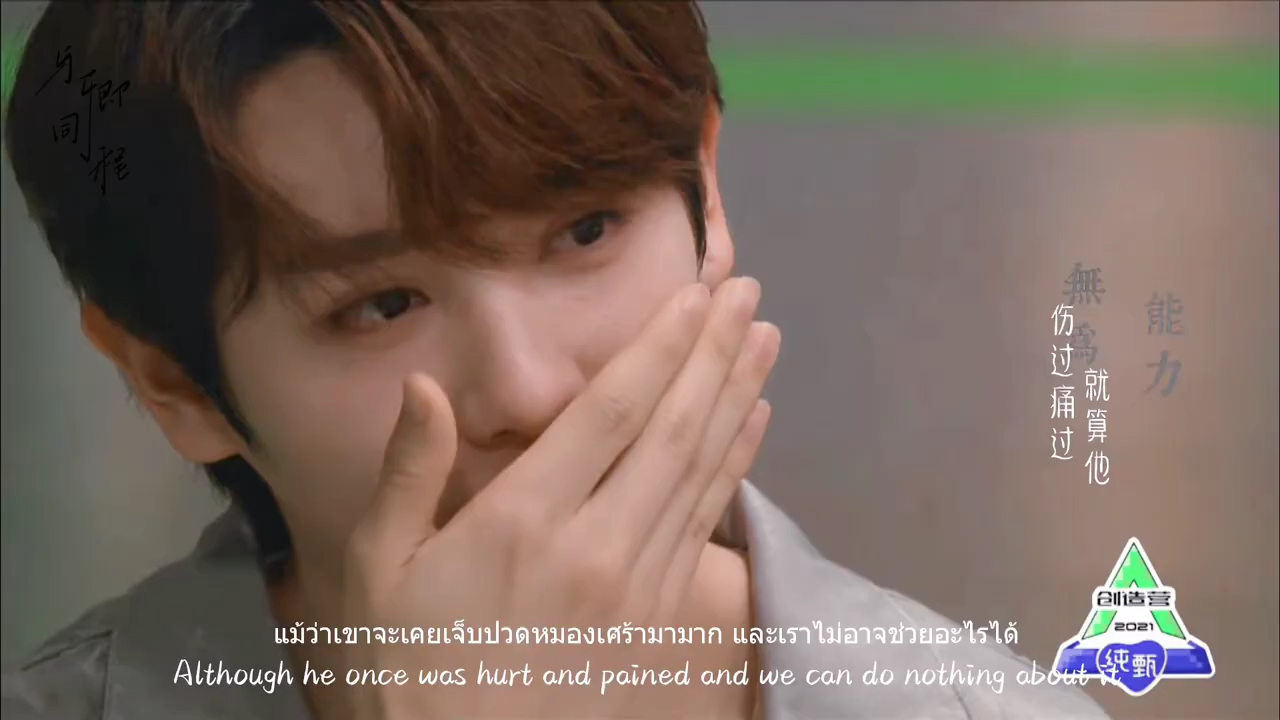 就算他
伤过痛过
能力
無為
แม้ว่าเขาจะเคยเจ็บปวดหมองเศร้ามามาก และเราไม่อาจช่วยอะไรได้
Although he once was hurt and pained and we can do nothing about it
创造营
2021
纯甄